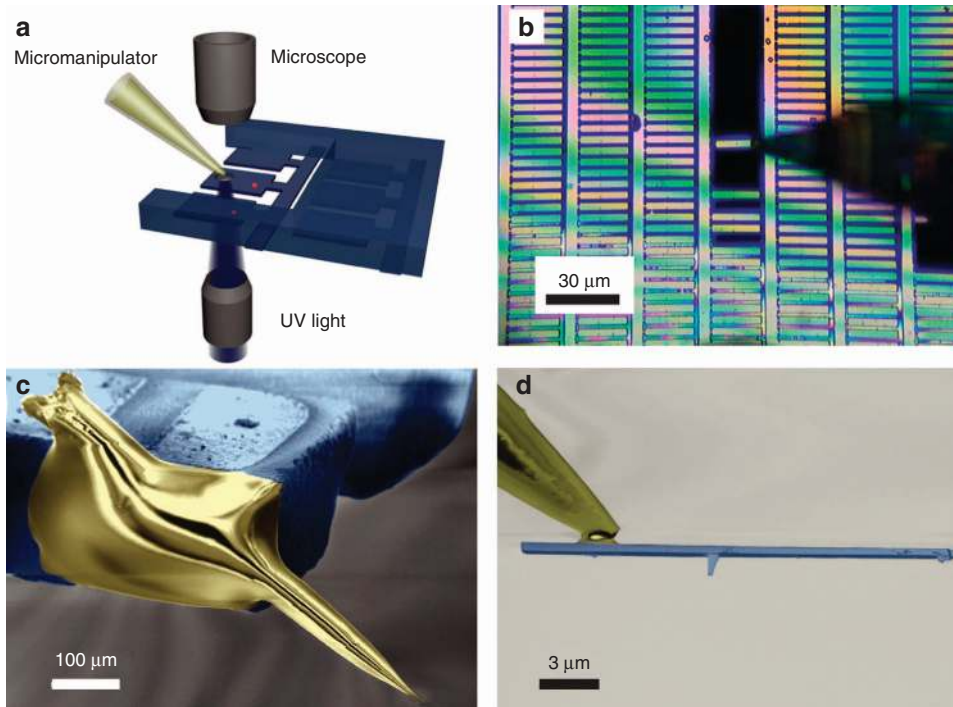 a
Micromanipulator
Microscope
UV light
b
30 μm
c
100 μm
d
3 μm